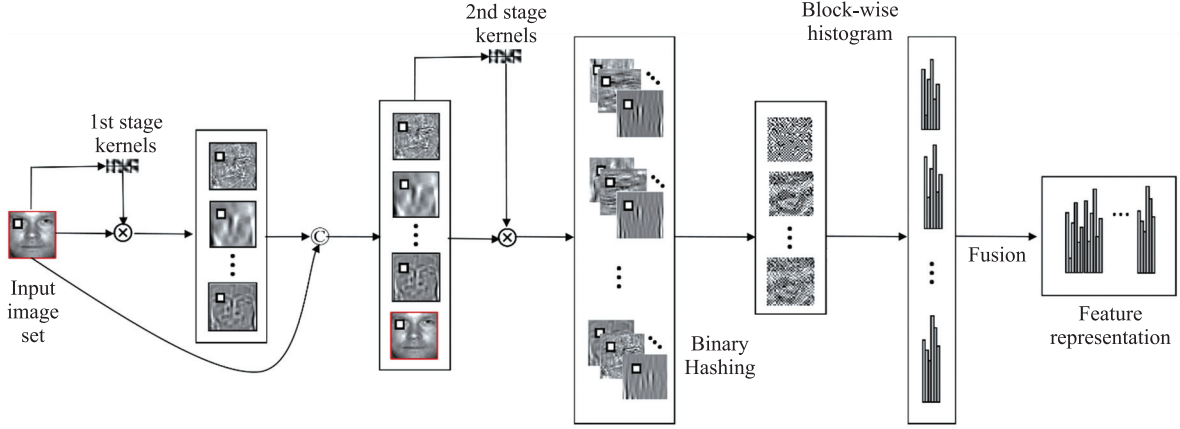 2nd stage
kernels
Block-wise
histogram
1st stage
kernels
C
Input
image
set
Binary
Hashing
Fusion
Feature
representation